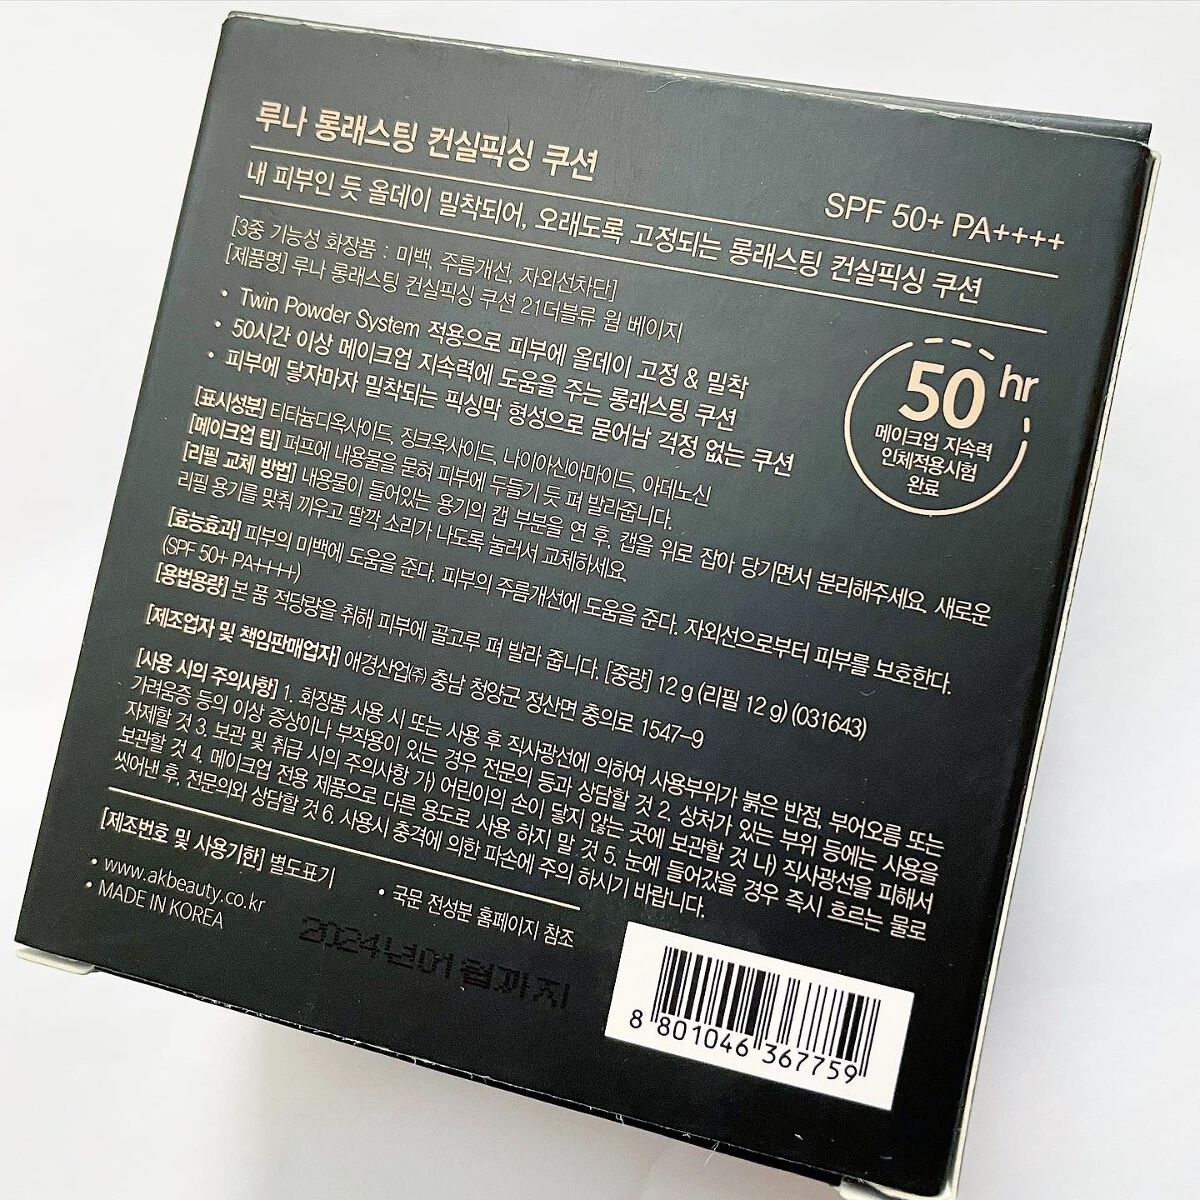 루나 롱래스팅 컨실픽싱 쿠션
SPF 50+ PA++++
내 피부인 듯 올데이 밀착되어, 오래도록 고정되는 롱래스팅 컨실픽싱 쿠션
[3중 기능성 화장품 : 미백, 주름개선, 자외선차단]
[제품명] 루나 롱래스팅 컨실픽싱 쿠션 21더블류 웜 베이지
• Twin Powder System 적용으로 피부에 올데이 고정 & 밀착
• 50시간 이상 메이크업 지속력에 도움을 주는 롱래스팅 쿠션
• 피부에 닿자마자 밀착되는 픽싱막 형성으로 묻어남 걱정 없는 쿠션
50hr
메이크업 지속력
인체적용시험
완료
[표시성분] 티타늄디옥사이드, 징크옥사이드, 나이아신아마이드, 아데노신
[메이크업 팁] 퍼프에 내용물을 묻혀 피부에 두들기 듯 펴 발라줍니다.
[리필 교체 방법] 내용물이 들어있는 용기의 캡 부분을 연 후, 캡을 위로 잡아 당기면서 분리해주세요. 새로운
리필 용기를 맞춰 끼우고 딸깍 소리가 나도록 눌러서 교체하세요.
[효능효과] 피부의 미백에 도움을 준다. 피부의 주름개선에 도움을 준다. 자외선으로부터 피부를 보호한다.
(SPF 50+ PA++++)
[용법용량] 본 품 적당량을 취해 피부에 골고루 펴 발라 줍니다. [중량] 12 g (리필 12 g) (031643)
[제조업자 및 책임판매업자] 애경산업㈜ 충남 청양군 정산면 충의로 1547-9
[사용 시의 주의사항] 1. 화장품 사용 시 또는 사용 후 직사광선에 의하여 사용부위가 붉은 반점, 부어오름 또는
가려움증 등의 이상 증상이나 부작용이 있는 경우 전문의 등과 상담할 것 2. 상처가 있는 부위 등에는 사용을
자제할 것 3. 보관 및 취급 시의 주의사항 가) 어린이의 손이 닿지 않는 곳에 보관할 것 나) 직사광선을 피해서
보관할 것 4. 메이크업 전용 제품으로 다른 용도로 사용 하지 말 것 5. 눈에 들어갔을 경우 즉시 흐르는 물로
씻어낸 후, 전문의와 상담할 것 6. 사용시 충격에 의한 파손에 주의 하시기 바랍니다.
[제조번호 및 사용기한] 별도표기
• www.akbeauty.co.kr
• 국문 전성분 홈페이지 참조
• MADE IN KOREA
8 801046 367759